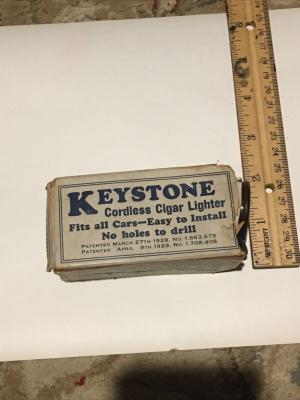 KEYSTONE
Cordless Cigar Lighter
Fits all Cars—Easy to Install
No holes to drill
PATENTED MARCH 27TH 1928, No. 1,663,675
PATENTED APRIL 9TH 1929, No. 1,708,408